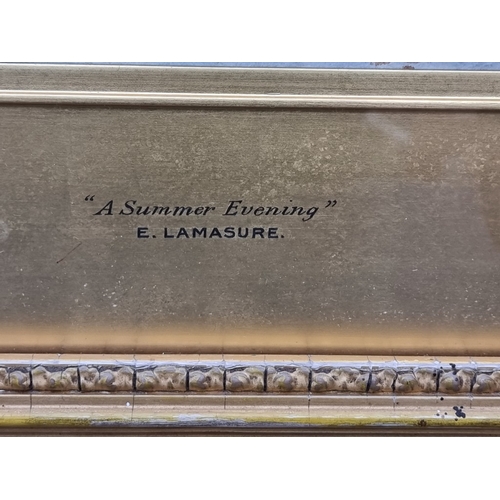 "A Summer Evening"
E. LAMASURE.